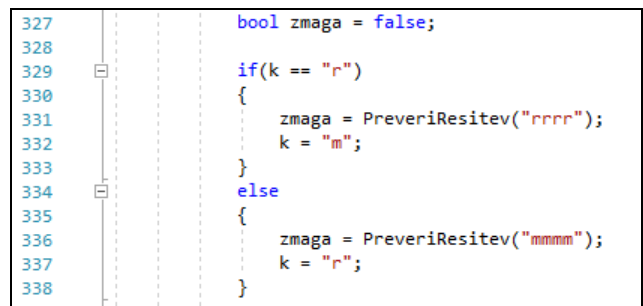 327 bool zmaga = false;
328
329 if(k == "r")
330 {
331 zmaga = PreveriResitev("rrrr");
332 k = "m";
333 }
334 else
335 {
336 zmaga = PreveriResitev("mmmm");
337 k = "r";
338 }